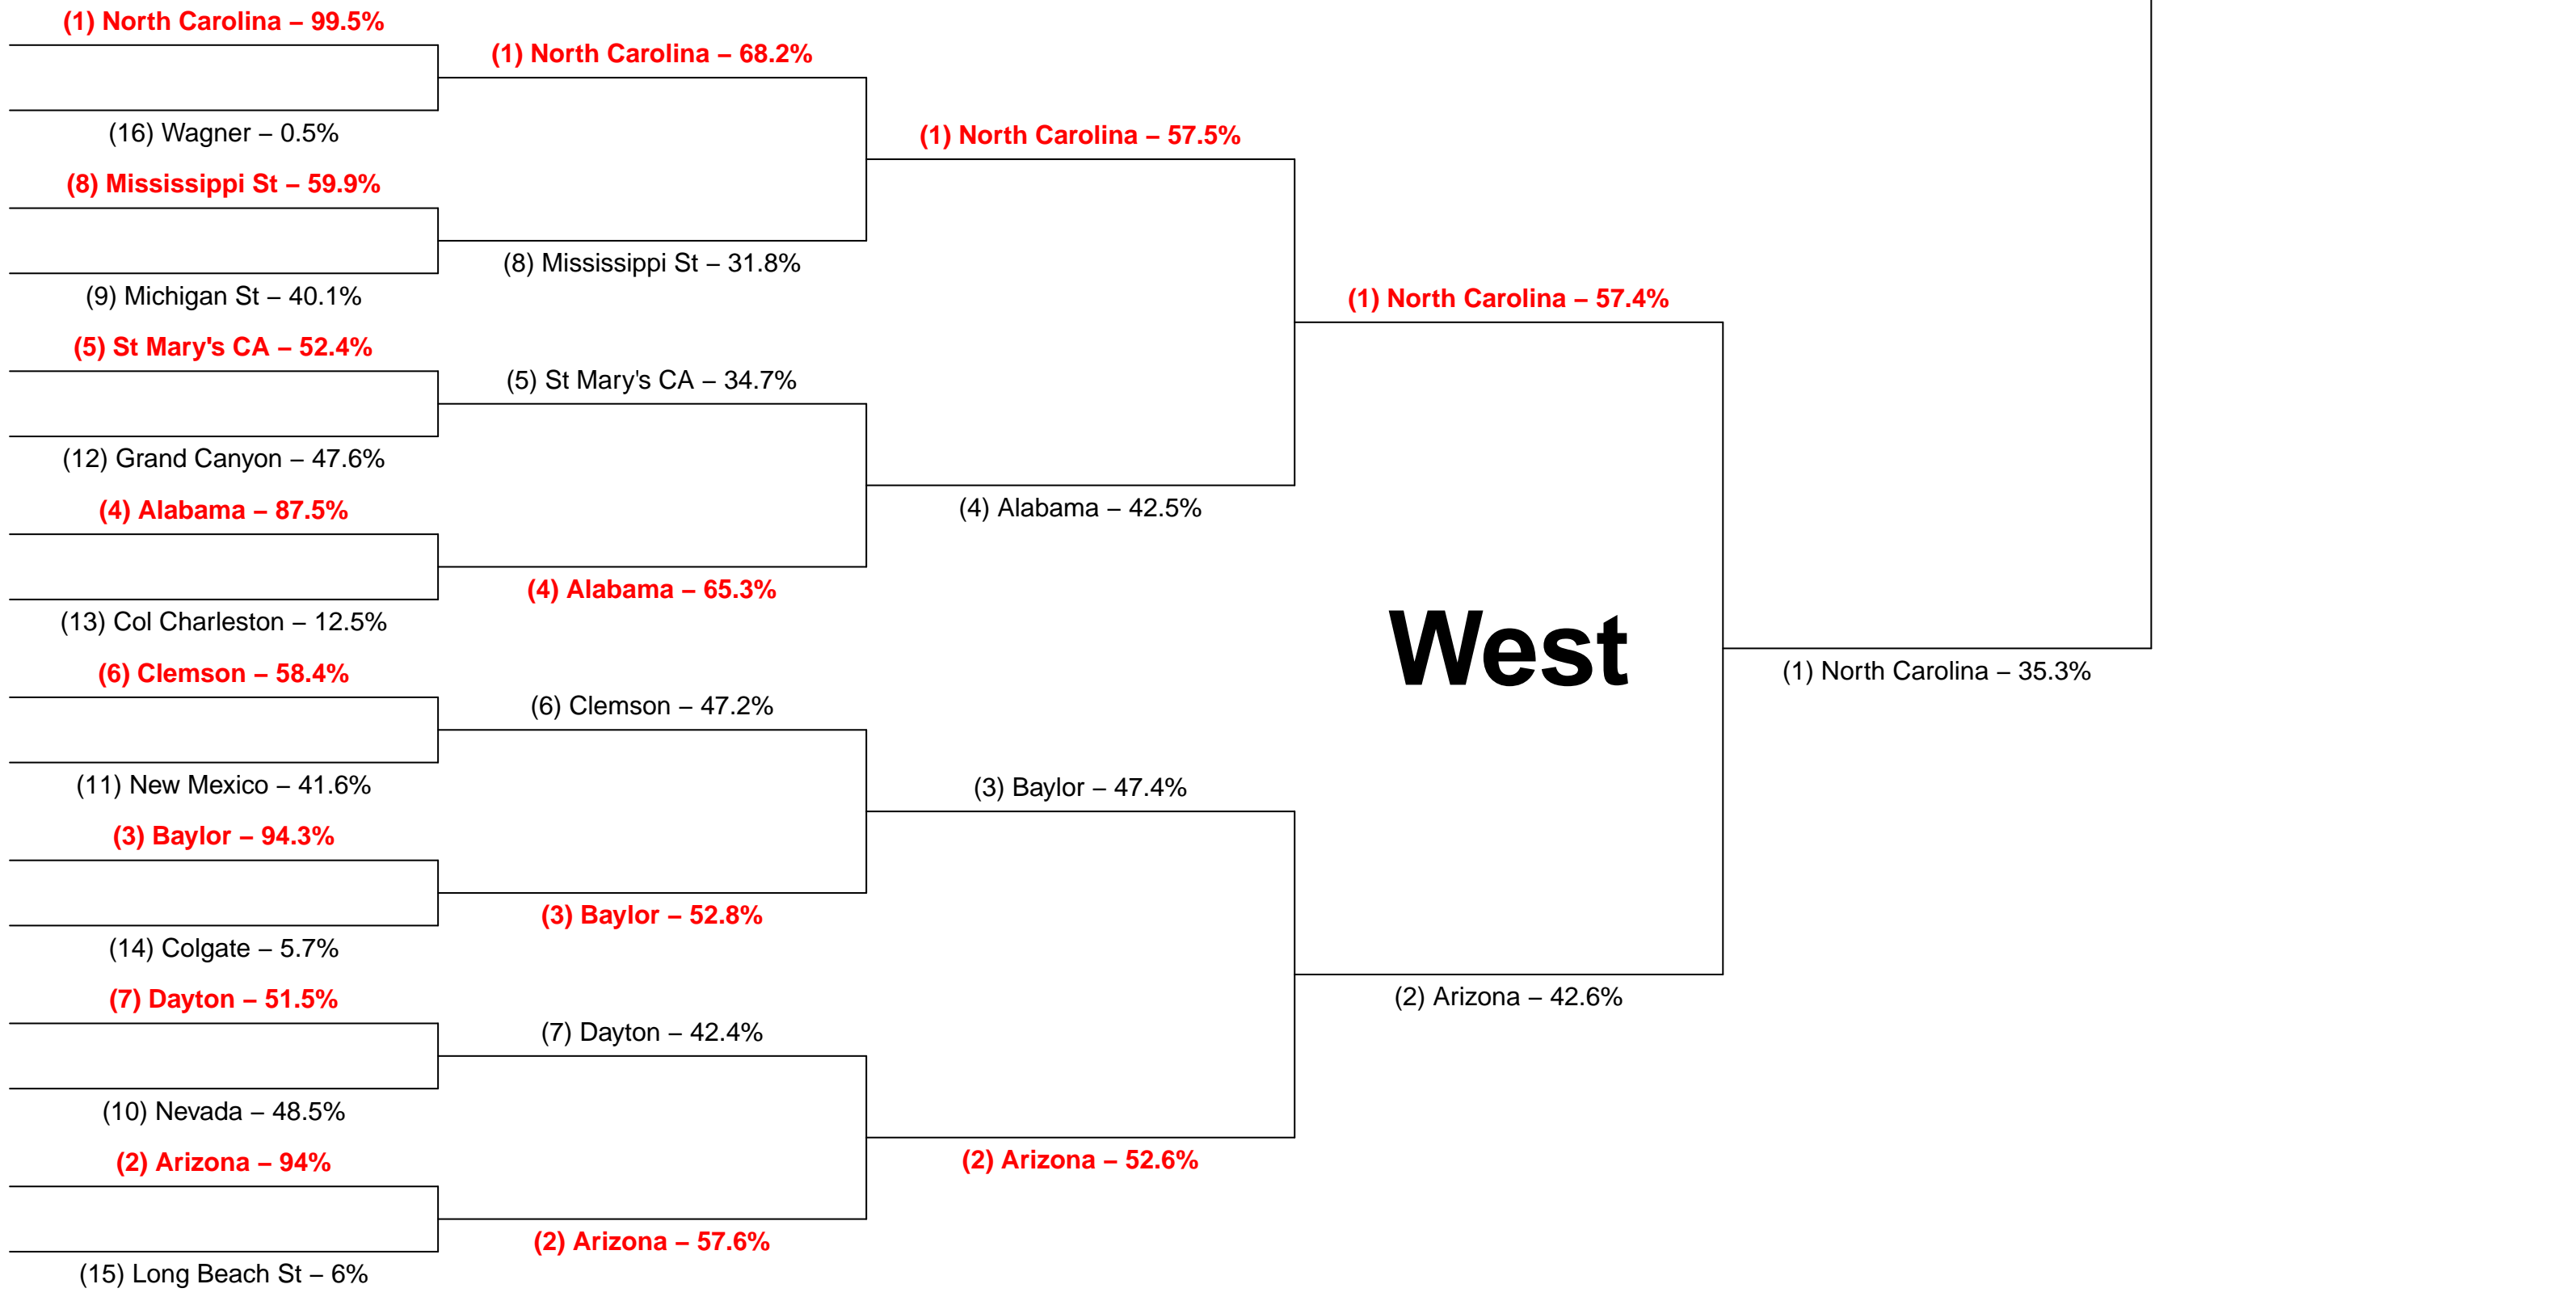 (1) North Carolina – 99.5%
(16) Wagner – 0.5%
(8) Mississippi St – 59.9%
(9) Michigan St – 40.1%
(5) St Mary's CA – 52.4%
(12) Grand Canyon – 47.6%
(4) Alabama – 87.5%
(13) Col Charleston – 12.5%
(6) Clemson – 58.4%
(11) New Mexico – 41.6%
(3) Baylor – 94.3%
(14) Colgate – 5.7%
(7) Dayton – 51.5%
(10) Nevada – 48.5%
(2) Arizona – 94%
(15) Long Beach St – 6%
(1) North Carolina – 68.2%
(8) Mississippi St – 31.8%
(5) St Mary's CA – 34.7%
(4) Alabama – 65.3%
(6) Clemson – 47.2%
(3) Baylor – 52.8%
(7) Dayton – 42.4%
(2) Arizona – 57.6%
(1) North Carolina – 57.5%
(4) Alabama – 42.5%
(3) Baylor – 47.4%
(2) Arizona – 52.6%
(1) North Carolina – 57.4%
West
(2) Arizona – 42.6%
(1) North Carolina – 35.3%